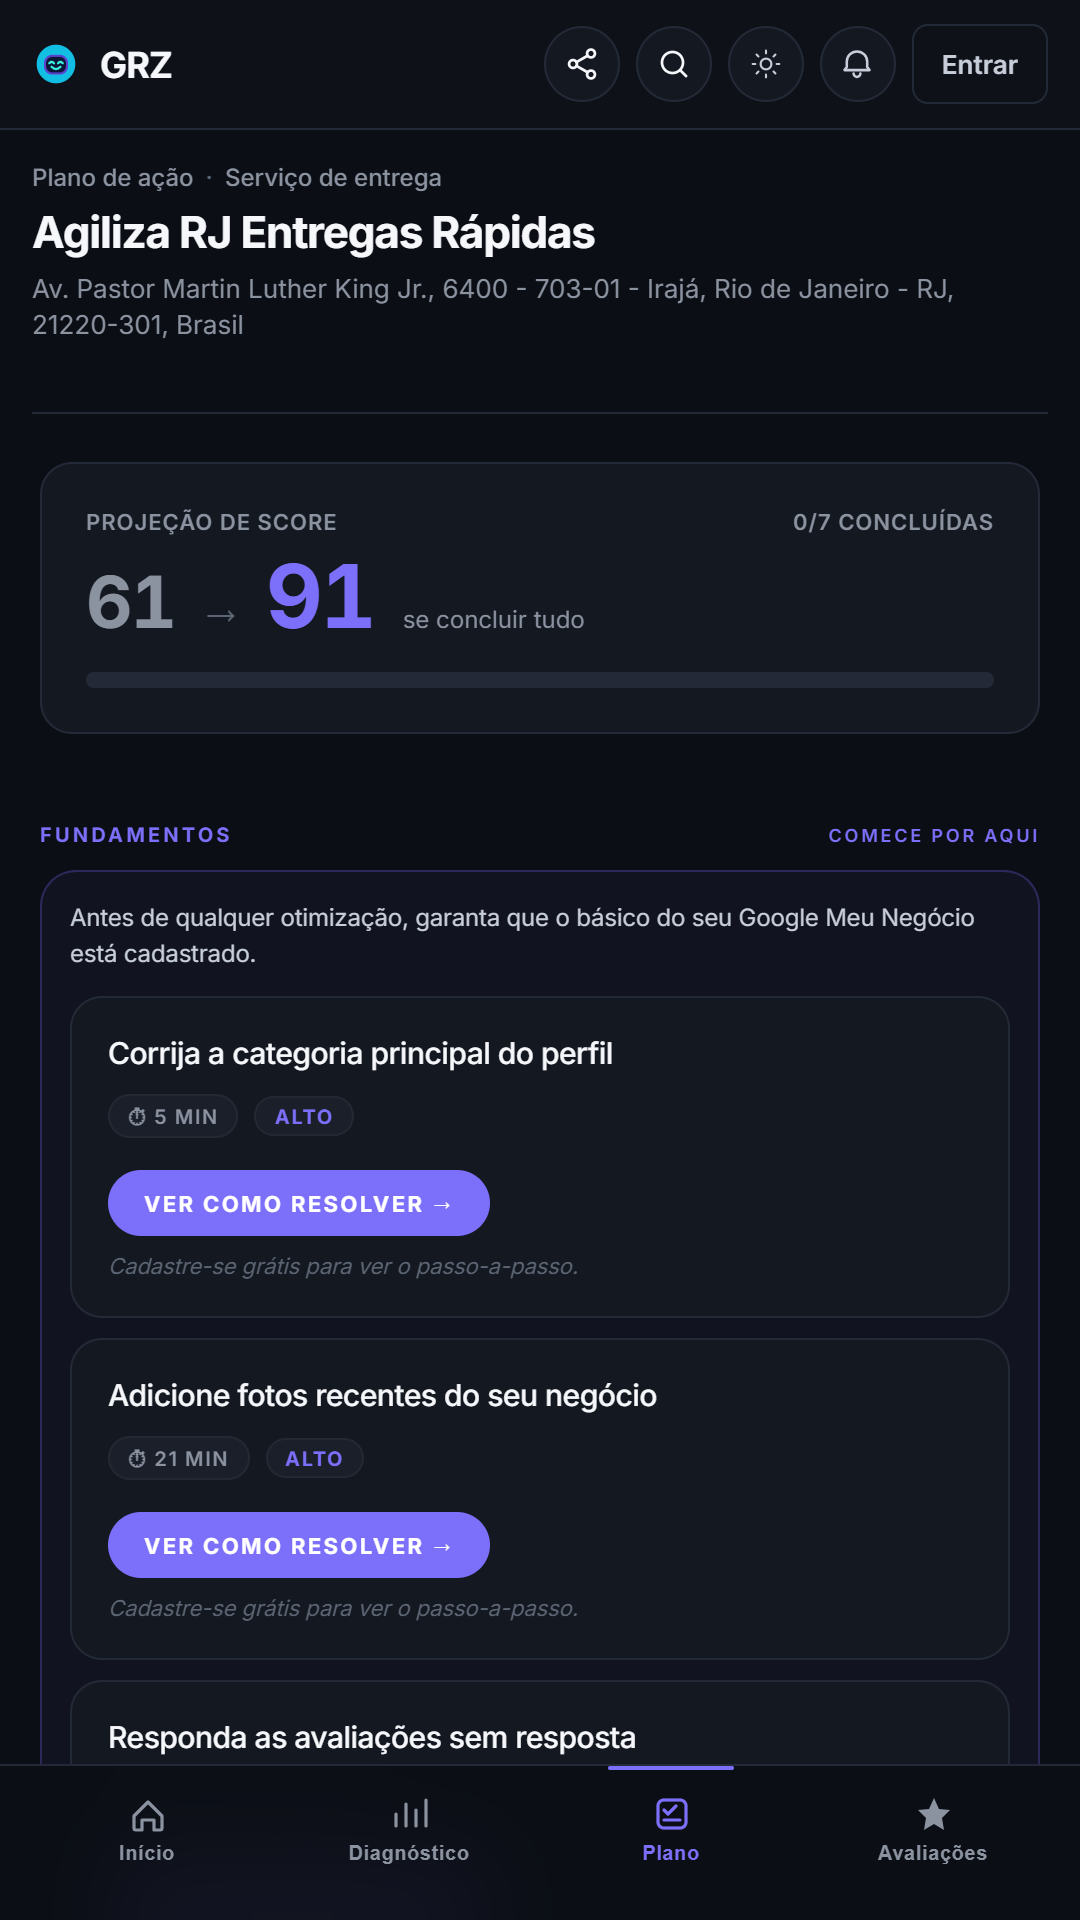 GRZ
Entrar
Plano de ação · Serviço de entrega
Agiliza RJ Entregas Rápidas
Av. Pastor Martin Luther King Jr., 6400 - 703-01 - Irajá, Rio de Janeiro - RJ,
21220-301, Brasil
PROJEÇÃO DE SCORE
0/7 CONCLUÍDAS
61 → 91 se concluir tudo
FUNDAMENTOS
COMECE POR AQUI
Antes de qualquer otimização, garanta que o básico do seu Google Meu Negócio
está cadastrado.
Corrija a categoria principal do perfil
⏱ 5 MIN
ALTO
VER COMO RESOLVER →
Cadastre-se grátis para ver o passo-a-passo.
Adicione fotos recentes do seu negócio
⏱ 21 MIN
ALTO
VER COMO RESOLVER →
Cadastre-se grátis para ver o passo-a-passo.
Responda as avaliações sem resposta
Início
Diagnóstico
Plano
Avaliações